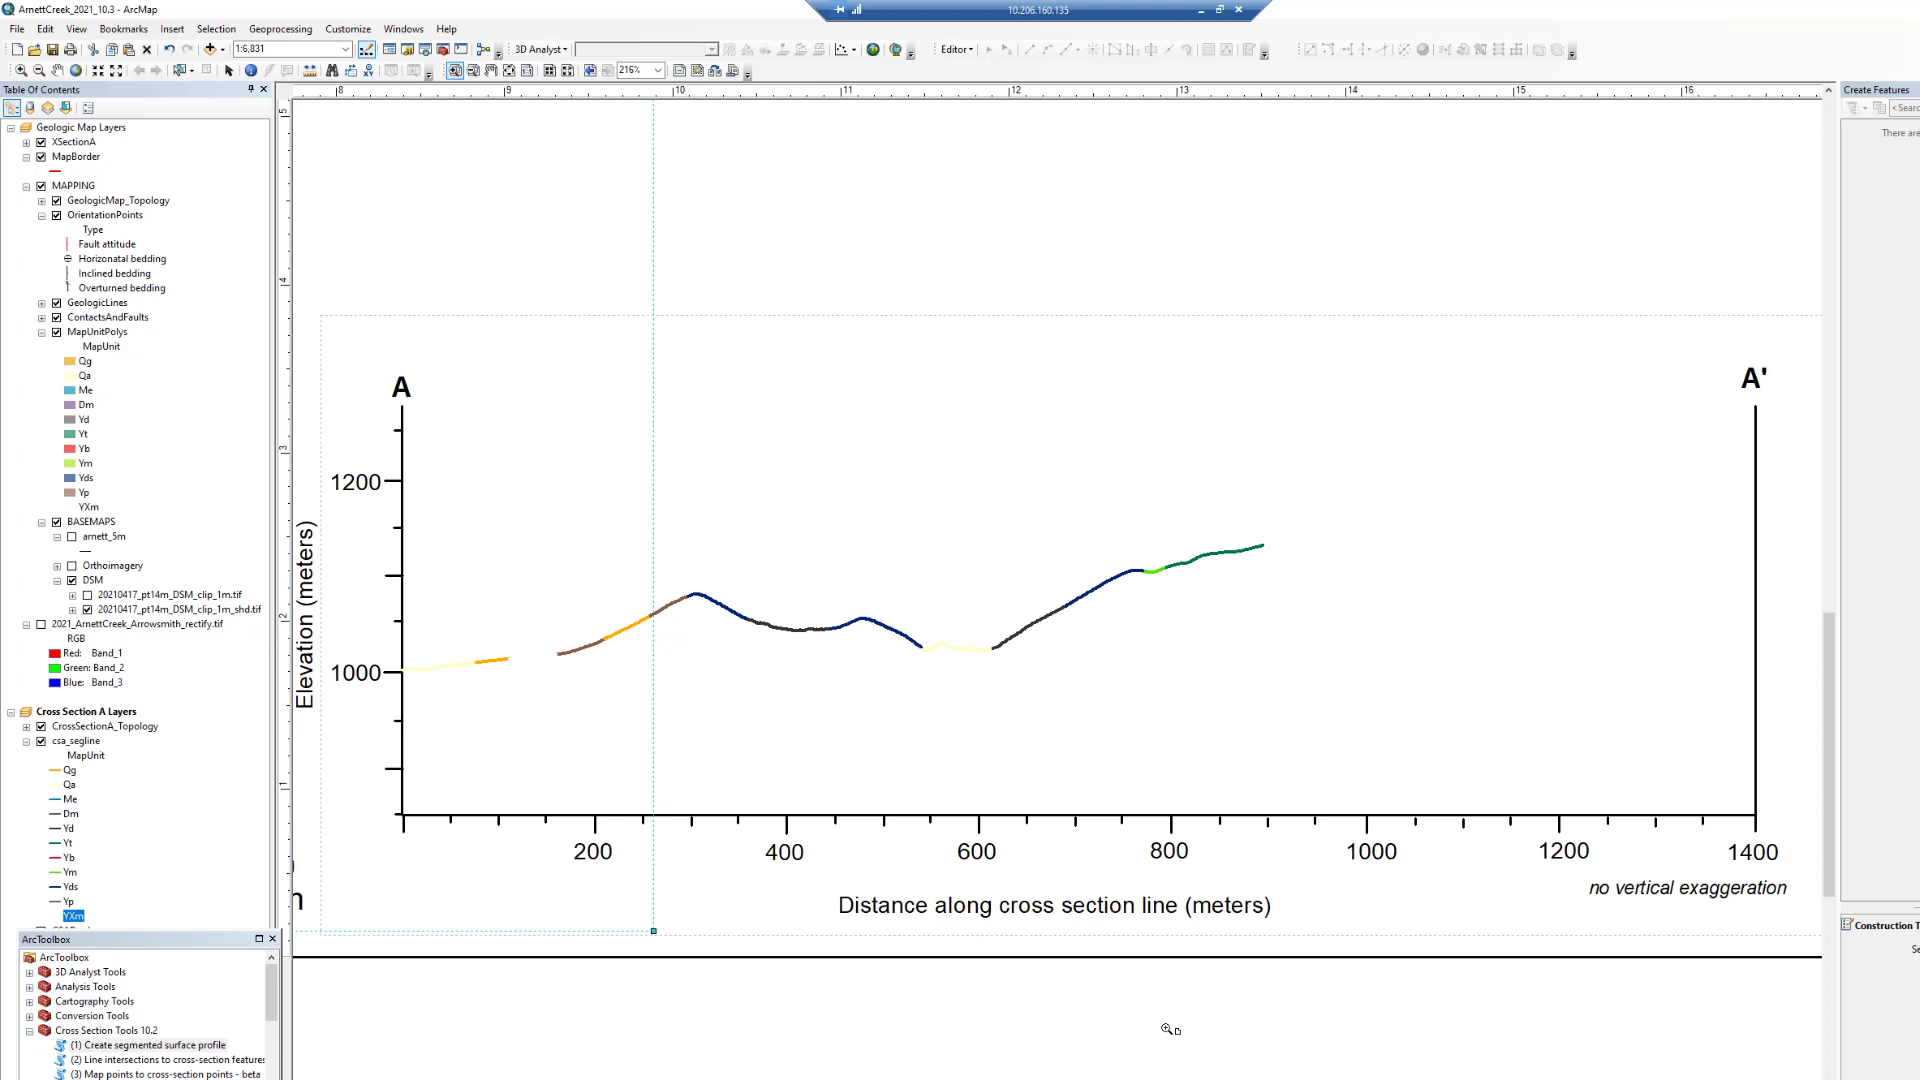 ArnettCreek_2021_10.3 - ArcMap
10.206.160.135
File Edit View Bookmarks Insert Selection Geoprocessing Customize Windows Help
1:6,831
3D Analyst
Editor
216%
Table Of Contents
Geologic Map Layers
XSectionA
MapBorder
MAPPING
GeologicMap_Topology
OrientationPoints
Type
Fault attitude
Horizonatal bedding
Inclined bedding
Overturned bedding
GeologicLines
ContactsAndFaults
MapUnitPolys
MapUnit
Qg
Qa
Me
Dm
Yd
Yt
Yb
Ym
Yds
Yp
YXm
BASEMAPS
arnett_5m
Orthoimagery
DSM
20210417_pt14m_DSM_clip_1m.tif
20210417_pt14m_DSM_clip_1m_shd.tif
2021_ArnettCreek_Arrowsmith_rectify.tif
RGB
Red: Band_1
Green: Band_2
Blue: Band_3
Cross Section A Layers
CrossSectionA_Topology
csa_segline
MapUnit
Qg
Qa
Me
Dm
Yd
Yt
Yb
Ym
Yds
Yp
YXm
ArcToolbox
ArcToolbox
3D Analyst Tools
Analysis Tools
Cartography Tools
Conversion Tools
Cross Section Tools 10.2
(1) Create segmented surface profile
(2) Line intersections to cross-section features
(3) Map points to cross-section points - beta
8 9 10 11 12 13 14 15 16
5
4
3
2
1
A
A'
1200
1000
Elevation (meters)
200 400 600 800 1000 1200 1400
no vertical exaggeration
Distance along cross section line (meters)
Create Features
<Searc
There are
Construction T
Se